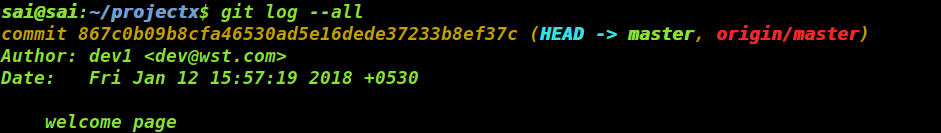 sai@sai:~/projectx$ git log --all
commit 867c0b09b8cfa46530ad5e16dede37233b8ef37c (HEAD -> master, origin/master)
Author: dev1 <dev@wst.com>
Date:   Fri Jan 12 15:57:19 2018 +0530
    welcome page